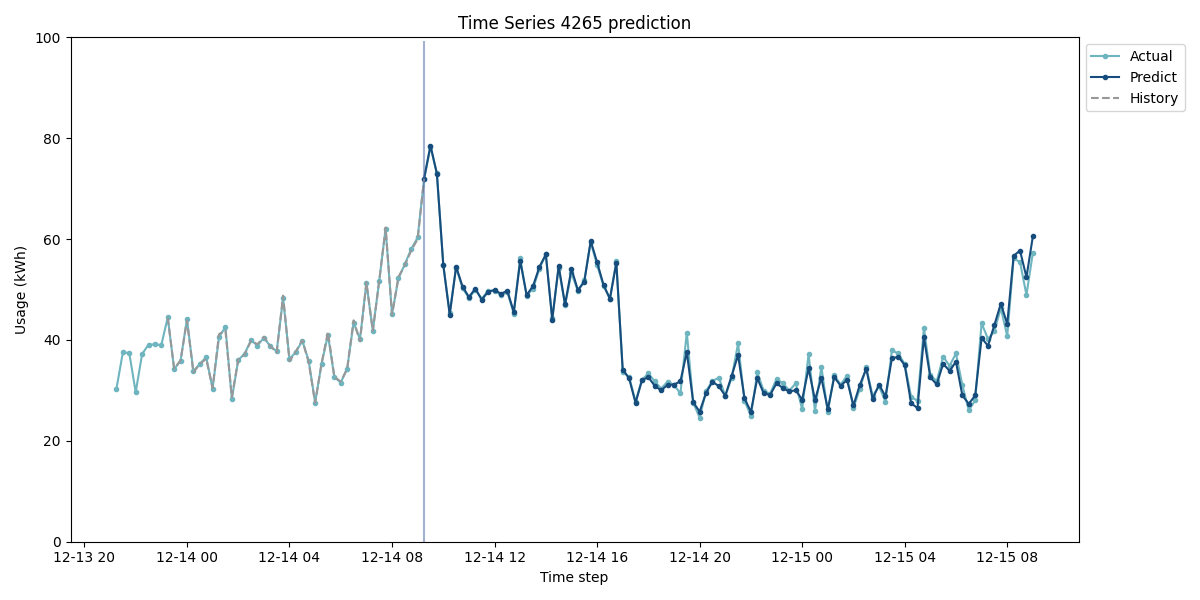 Time Series 4265 prediction
Actual
Predict
History
Usage (kWh)
100
80
60
40
20
0
12-13 20
12-14 00
12-14 04
12-14 08
12-14 12
12-14 16
12-14 20
12-15 00
12-15 04
12-15 08
Time step